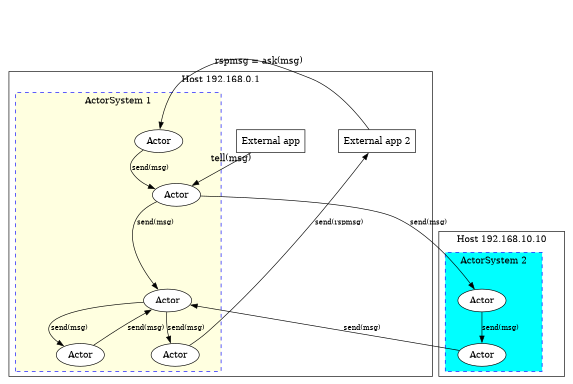 rspmsg = ask(msg)
Host 192.168.0.1
ActorSystem 1
Actor
External app
External app 2
tell(msg)
send(msg)
Actor
send(msg)
send(rspmsg)
send(msg)
Host 192.168.10.10
ActorSystem 2
Actor
Actor
send(msg)
send(msg)
send(msg)
send(msg)
send(msg)
Actor
Actor
Actor